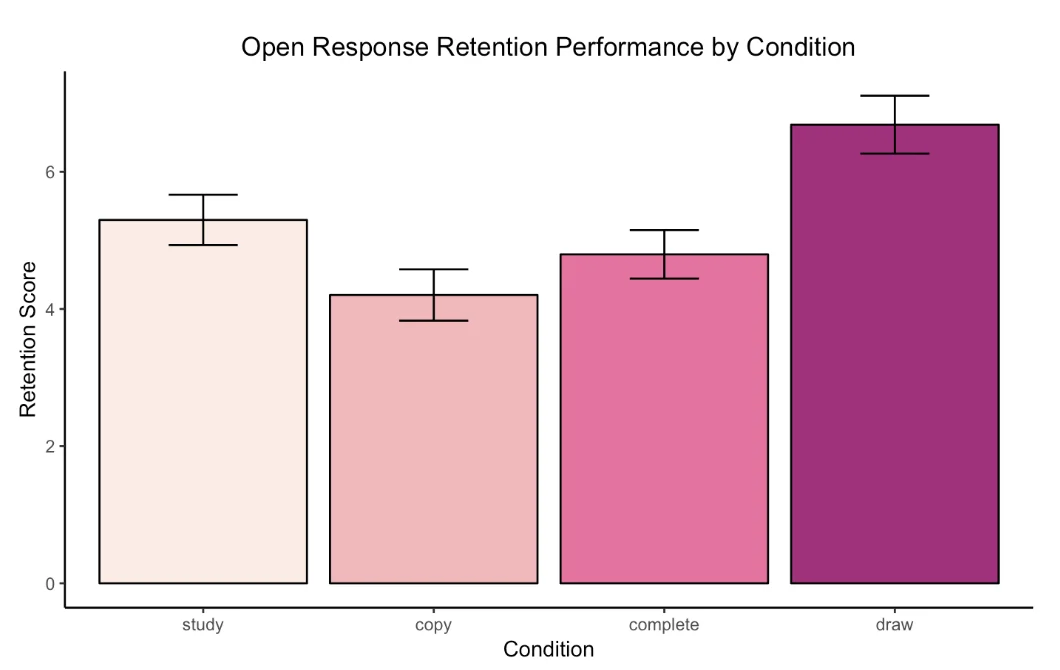 Open Response Retention Performance by Condition
Retention Score
6
4
2
0
study copy complete draw
Condition